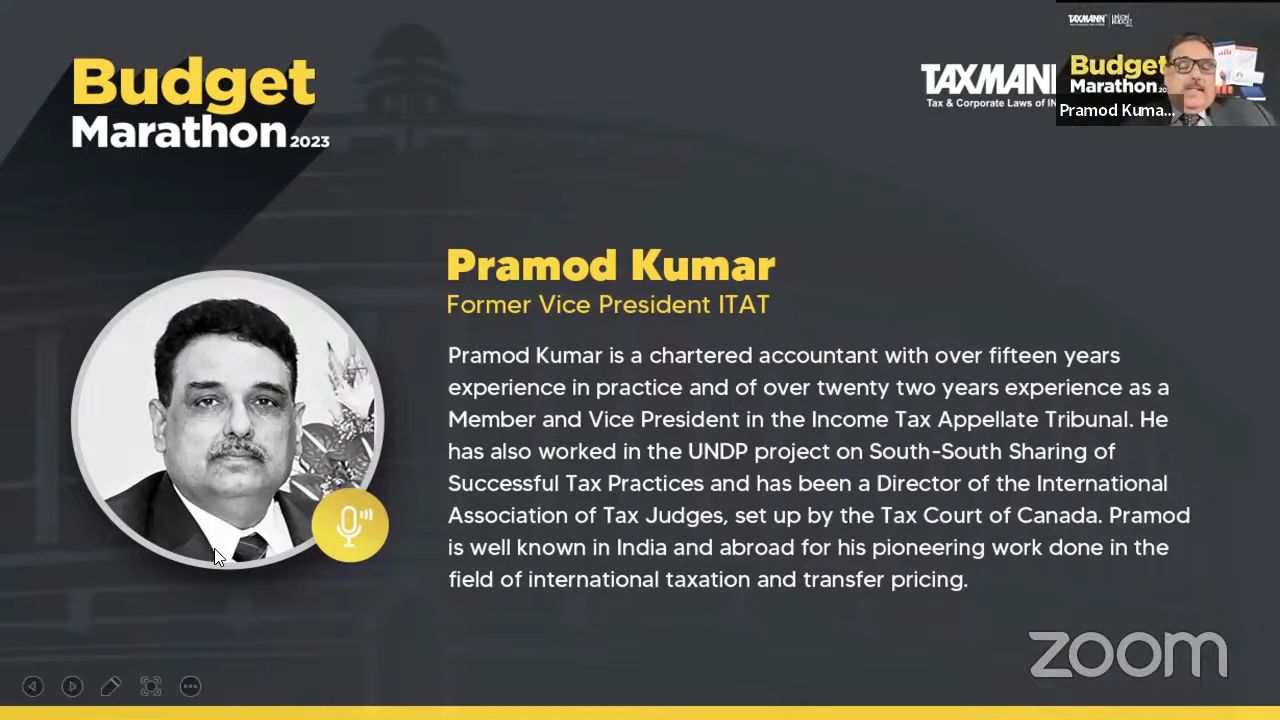 Budget
Marathon 2023
TAXMANN
Tax & Corporate Laws of IN
TAXMANN
UNION BUDGET
Budget
Marathon
Pramod Kuma...
Pramod Kumar
Former Vice President ITAT
Pramod Kumar is a chartered accountant with over fifteen years
experience in practice and of over twenty two years experience as a
Member and Vice President in the Income Tax Appellate Tribunal. He
has also worked in the UNDP project on South-South Sharing of
Successful Tax Practices and has been a Director of the International
Association of Tax Judges, set up by the Tax Court of Canada. Pramod
is well known in India and abroad for his pioneering work done in the
field of international taxation and transfer pricing.
zoom